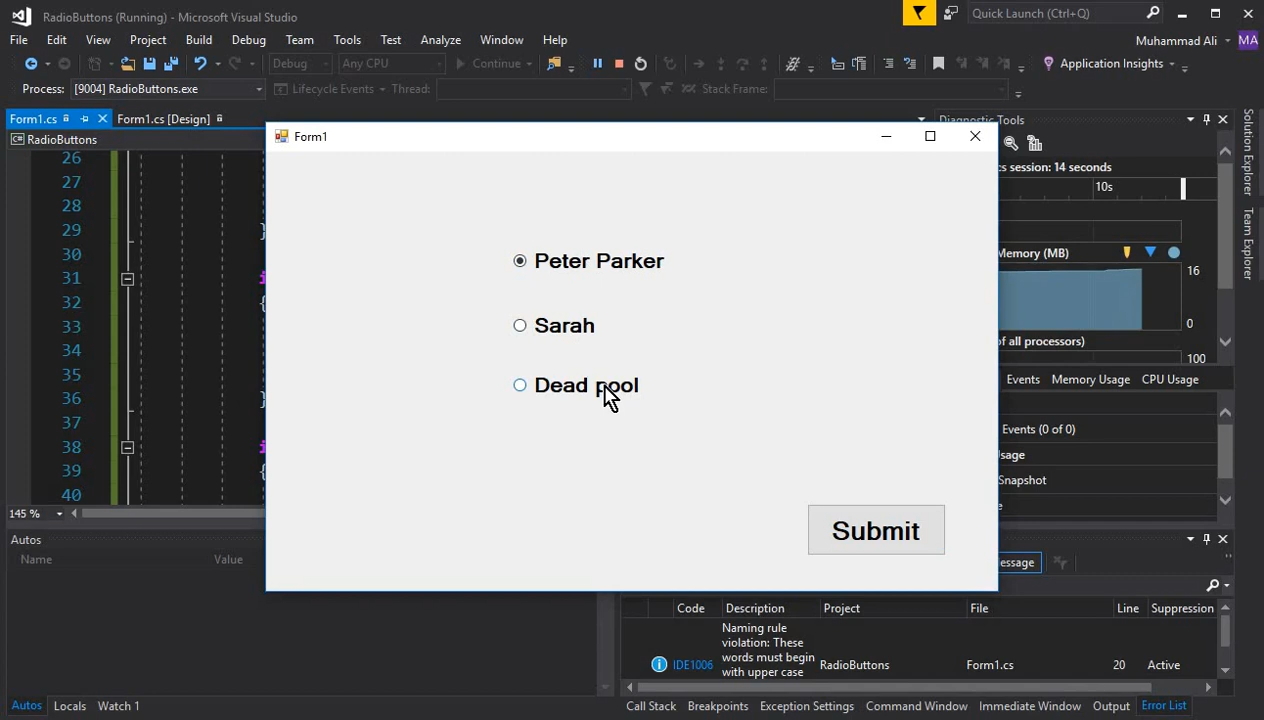 RadioButtons (Running) - Microsoft Visual Studio
Quick Launch (Ctrl+Q)
File Edit View Project Build Debug Team Tools Test Analyze Window Help
Muhammad Ali MA
Debug Any CPU Continue Application Insights
Process: [9004] RadioButtons.exe Lifecycle Events Thread: Stack Frame:
Form1.cs Form1.cs [Design]
Diagnostic Tools
RadioButtons
Form1
Solution Explorer
Team Explorer
26
27
28
29
30
31
32
33
34
35
36
37
38
39
40
}
i
{
}
i
{
145 %
Peter Parker
Sarah
Dead pool
Submit
cs session: 14 seconds
10s
Memory (MB)
16
0
of all processors)
100
Events Memory Usage CPU Usage
Events (0 of 0)
sage
Snapshot
Autos
Name Value
essage
Code Description Project File Line Suppression
Naming rule
violation: These
words must begin
with upper case
IDE1006 RadioButtons Form1.cs 20 Active
Autos Locals Watch 1
Call Stack Breakpoints Exception Settings Command Window Immediate Window Output Error List